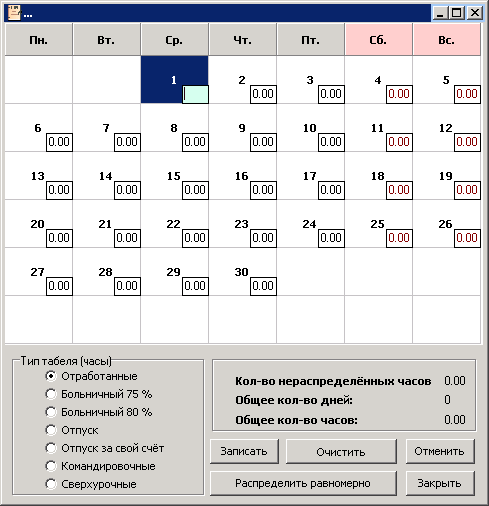 ...
Пн. Вт. Ср. Чт. Пт. Сб. Вс.
1 2 3 4 5
0.00 0.00 0.00 0.00
6 7 8 9 10 11 12
0.00 0.00 0.00 0.00 0.00 0.00 0.00
13 14 15 16 17 18 19
0.00 0.00 0.00 0.00 0.00 0.00 0.00
20 21 22 23 24 25 26
0.00 0.00 0.00 0.00 0.00 0.00 0.00
27 28 29 30
0.00 0.00 0.00 0.00
Тип табеля (часы)
Отработанные
Больничный 75 %
Больничный 80 %
Отпуск
Отпуск за свой счёт
Командировочные
Сверхурочные
Кол-во нераспределённых часов 0.00
Общее кол-во дней: 0
Общее кол-во часов: 0.00
Записать Очистить Отменить
Распределить равномерно Закрыть